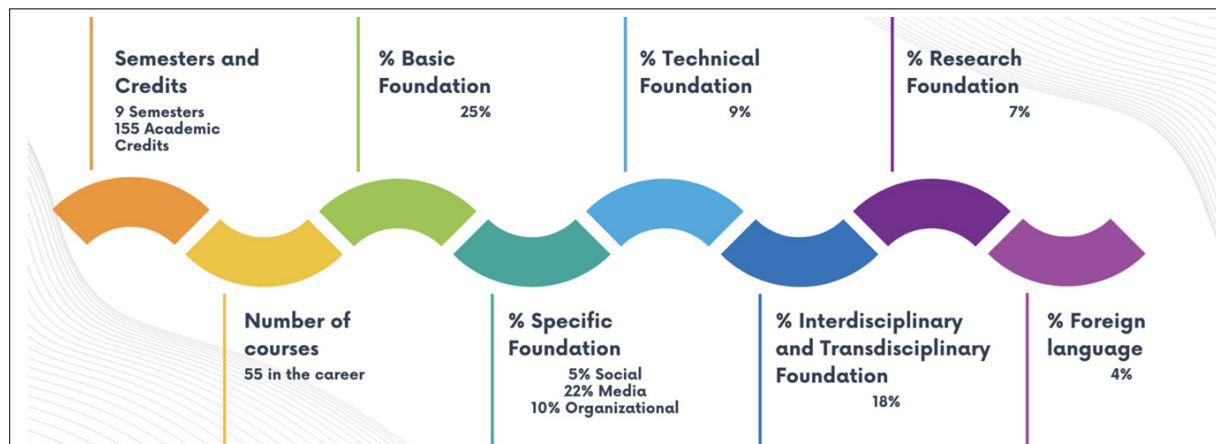 Semesters and
Credits
9 Semesters
155 Academic
Credits
Number of
courses
55 in the career
% Basic
Foundation
25%
% Specific
Foundation
5% Social
22% Media
10% Organizational
% Technical
Foundation
9%
% Interdisciplinary
and Transdisciplinary
Foundation
18%
% Research
Foundation
7%
% Foreign
language
4%